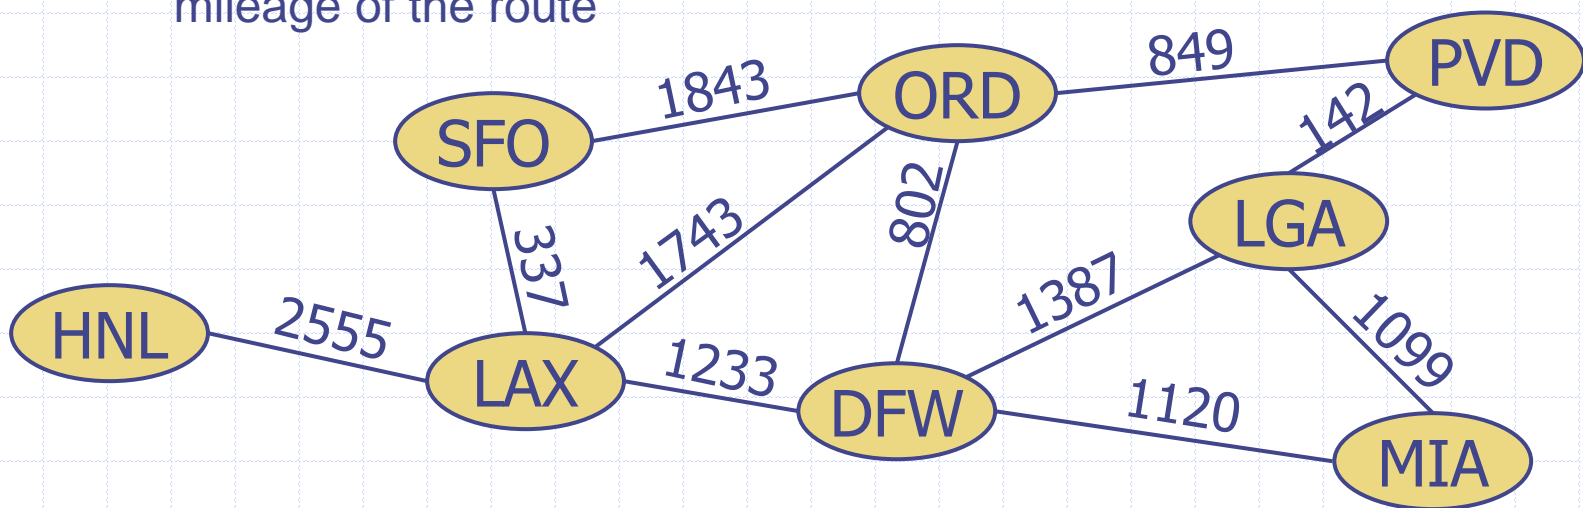 mileage of the route
849
PVD
1843
ORD
142
SFO
802
LGA
337
1743
1387
HNL
2555
LAX
1233
DFW
1120
1099
MIA